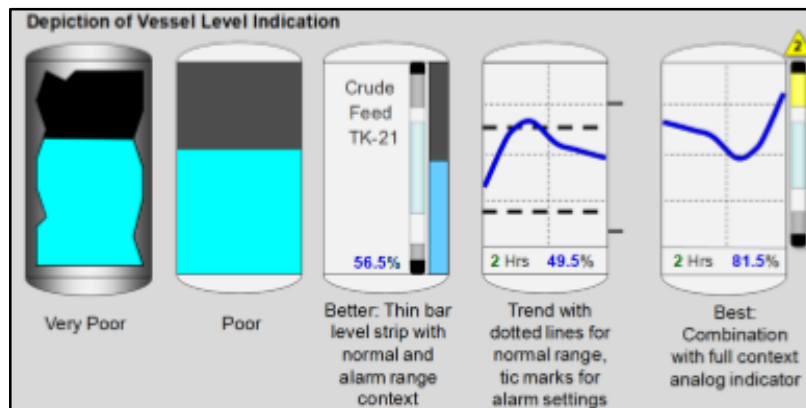 Depiction of Vessel Level Indication
2
Crude
Feed
TK-21
56.5%
2 Hrs 49.5%
2 Hrs 81.5%
Very Poor
Poor
Better: Thin bar
level strip with
normal and
alarm range
context
Trend with
dotted lines for
normal range,
tic marks for
alarm settings
Best:
Combination
with full context
analog indicator